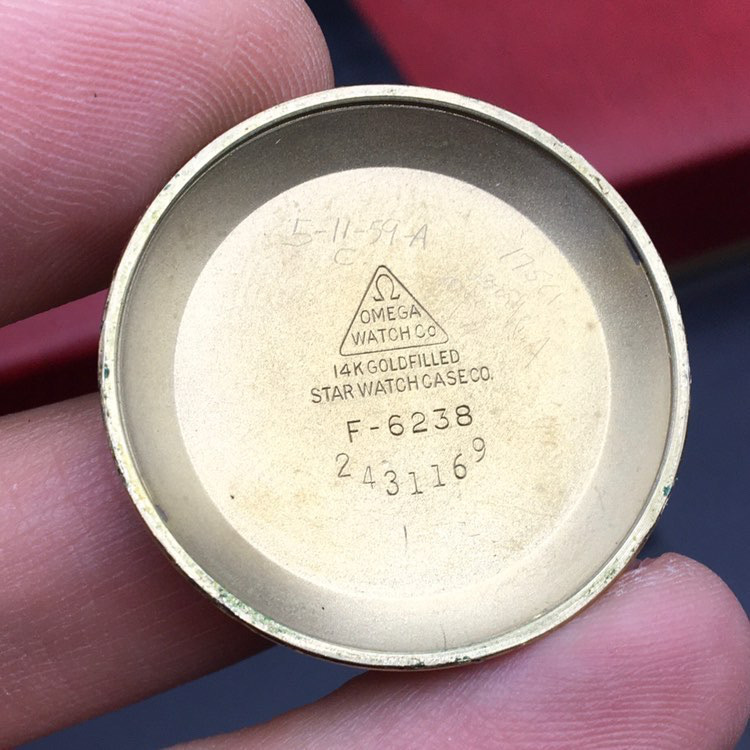 5-11-59-A
C
Ω
OMEGA
WATCH Co
14K GOLDFILLED
STAR WATCH CASE CO.
F-6238
2431169